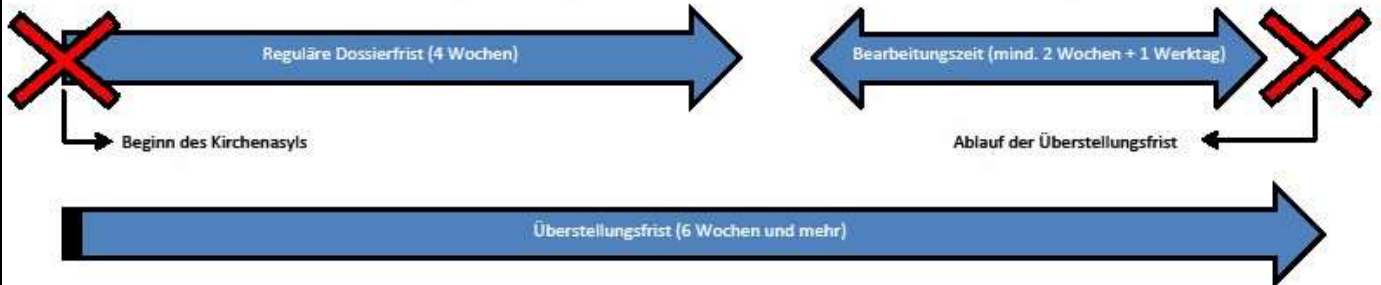 Reguläre Dossierfrist (4 Wochen)
Bearbeitungszeit (mind. 2 Wochen + 1 Werktag)
Beginn des Kirchenasyls
Ablauf der Überstellungsfrist
Überstellungsfrist (6 Wochen und mehr)